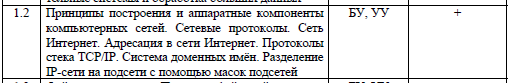 1.2 Принципы построения и аппаратные компоненты БУ, УУ +
компьютерных сетей. Сетевые протоколы. Сеть
Интернет. Адресация в сети Интернет. Протоколы
стека TCP/IP. Система доменных имён. Разделение
IP-сети на подсети с помощью масок подсетей